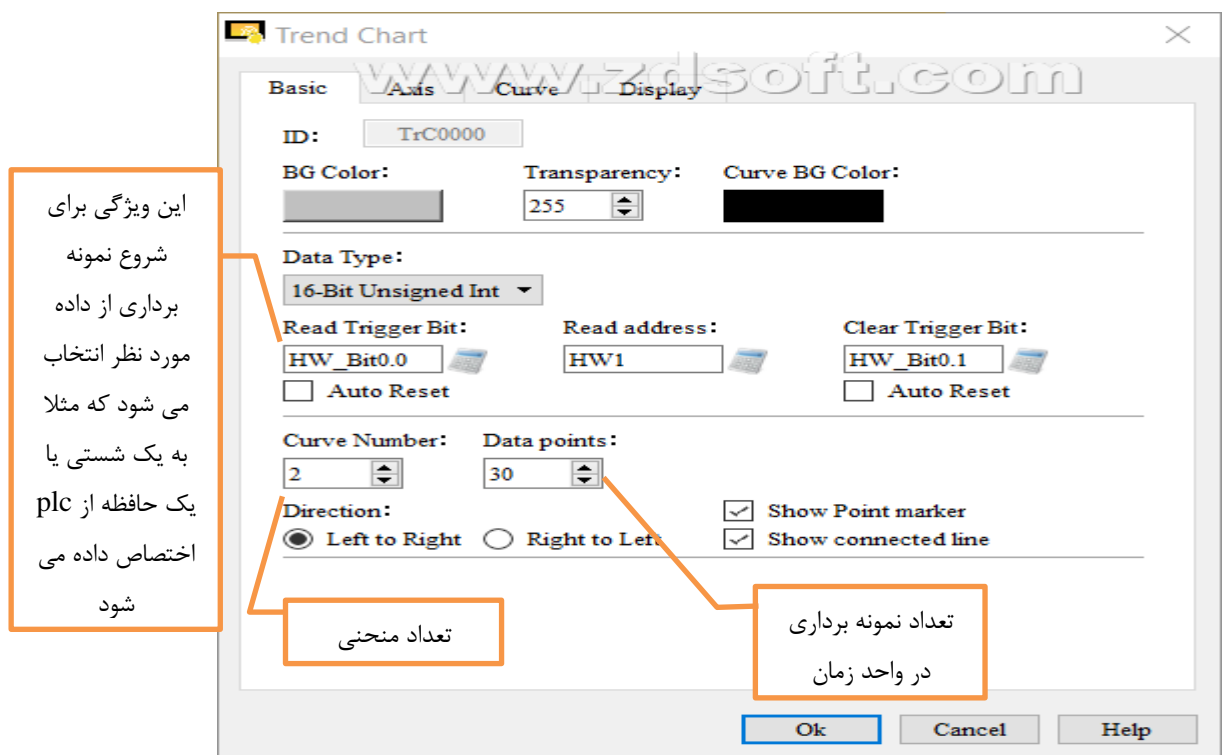 Trend Chart
www.zdsoft.com
Basic Axis Curve Display
ID: TrC0000
BG Color: Transparency: Curve BG Color:
255
Data Type:
16-Bit Unsigned Int
Read Trigger Bit: Read address: Clear Trigger Bit:
HW_Bit0.0 HW1 HW_Bit0.1
Auto Reset Auto Reset
Curve Number: Data points:
2 30
Direction: Show Point marker
Left to Right Right to Left Show connected line
Ok Cancel Help
این ویژگی برای
شروع نمونه
برداری از داده
مورد نظر انتخاب
می شود که مثلا
به یک شستی یا
یک حافظه از plc
اختصاص داده می
شود
تعداد منحنی
تعداد نمونه برداری
در واحد زمان